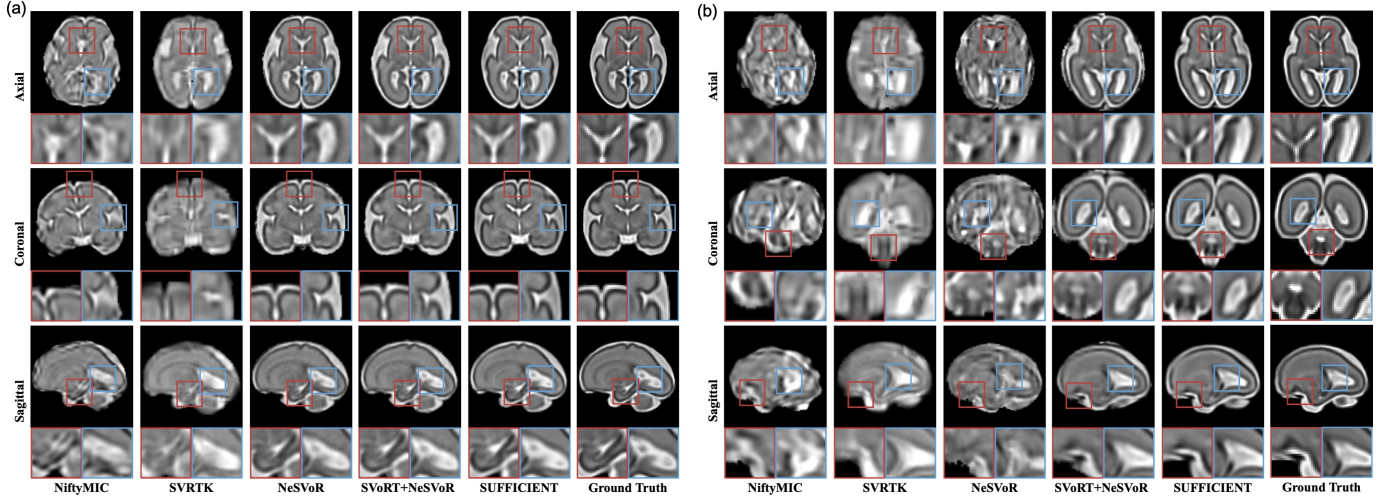 (a)
Axial
Coronal
Sagittal
NiftyMIC SVRTK NeSVoR SVoRT+NeSVoR SUFFICIENT Ground Truth
(b)
Axial
Coronal
Sagittal
NiftyMIC SVRTK NeSVoR SVoRT+NeSVoR SUFFICIENT Ground Truth